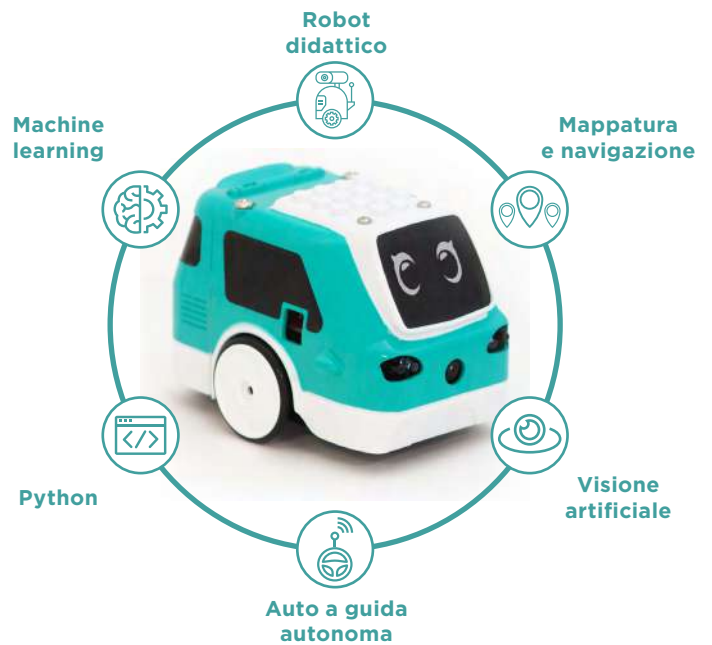 Robot
didattico
Mappatura
e navigazione
Visione
artificiale
Auto a guida
autonoma
Python
</>
Machine
learning